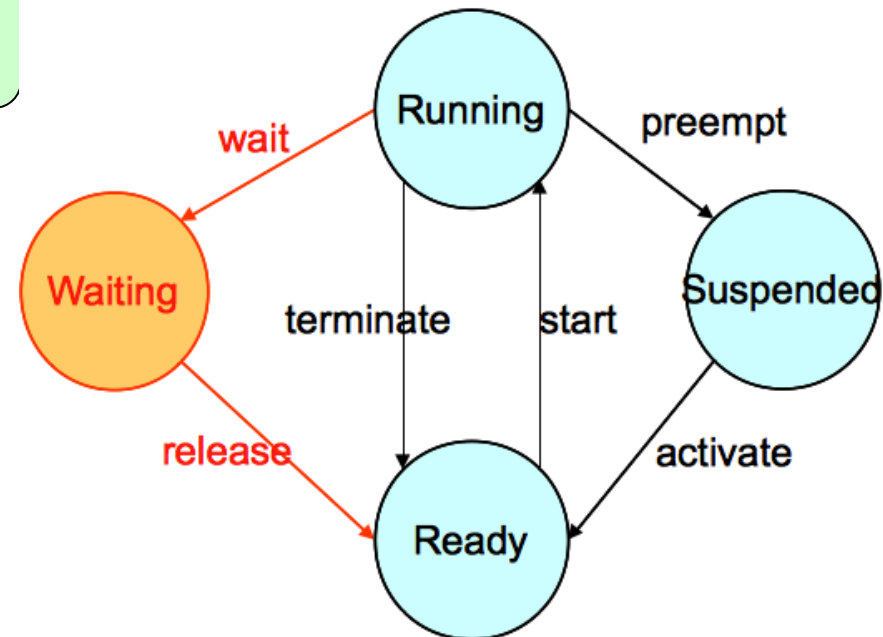 Running
preempt
wait
Waiting
Suspended
terminate
start
release
activate
Ready